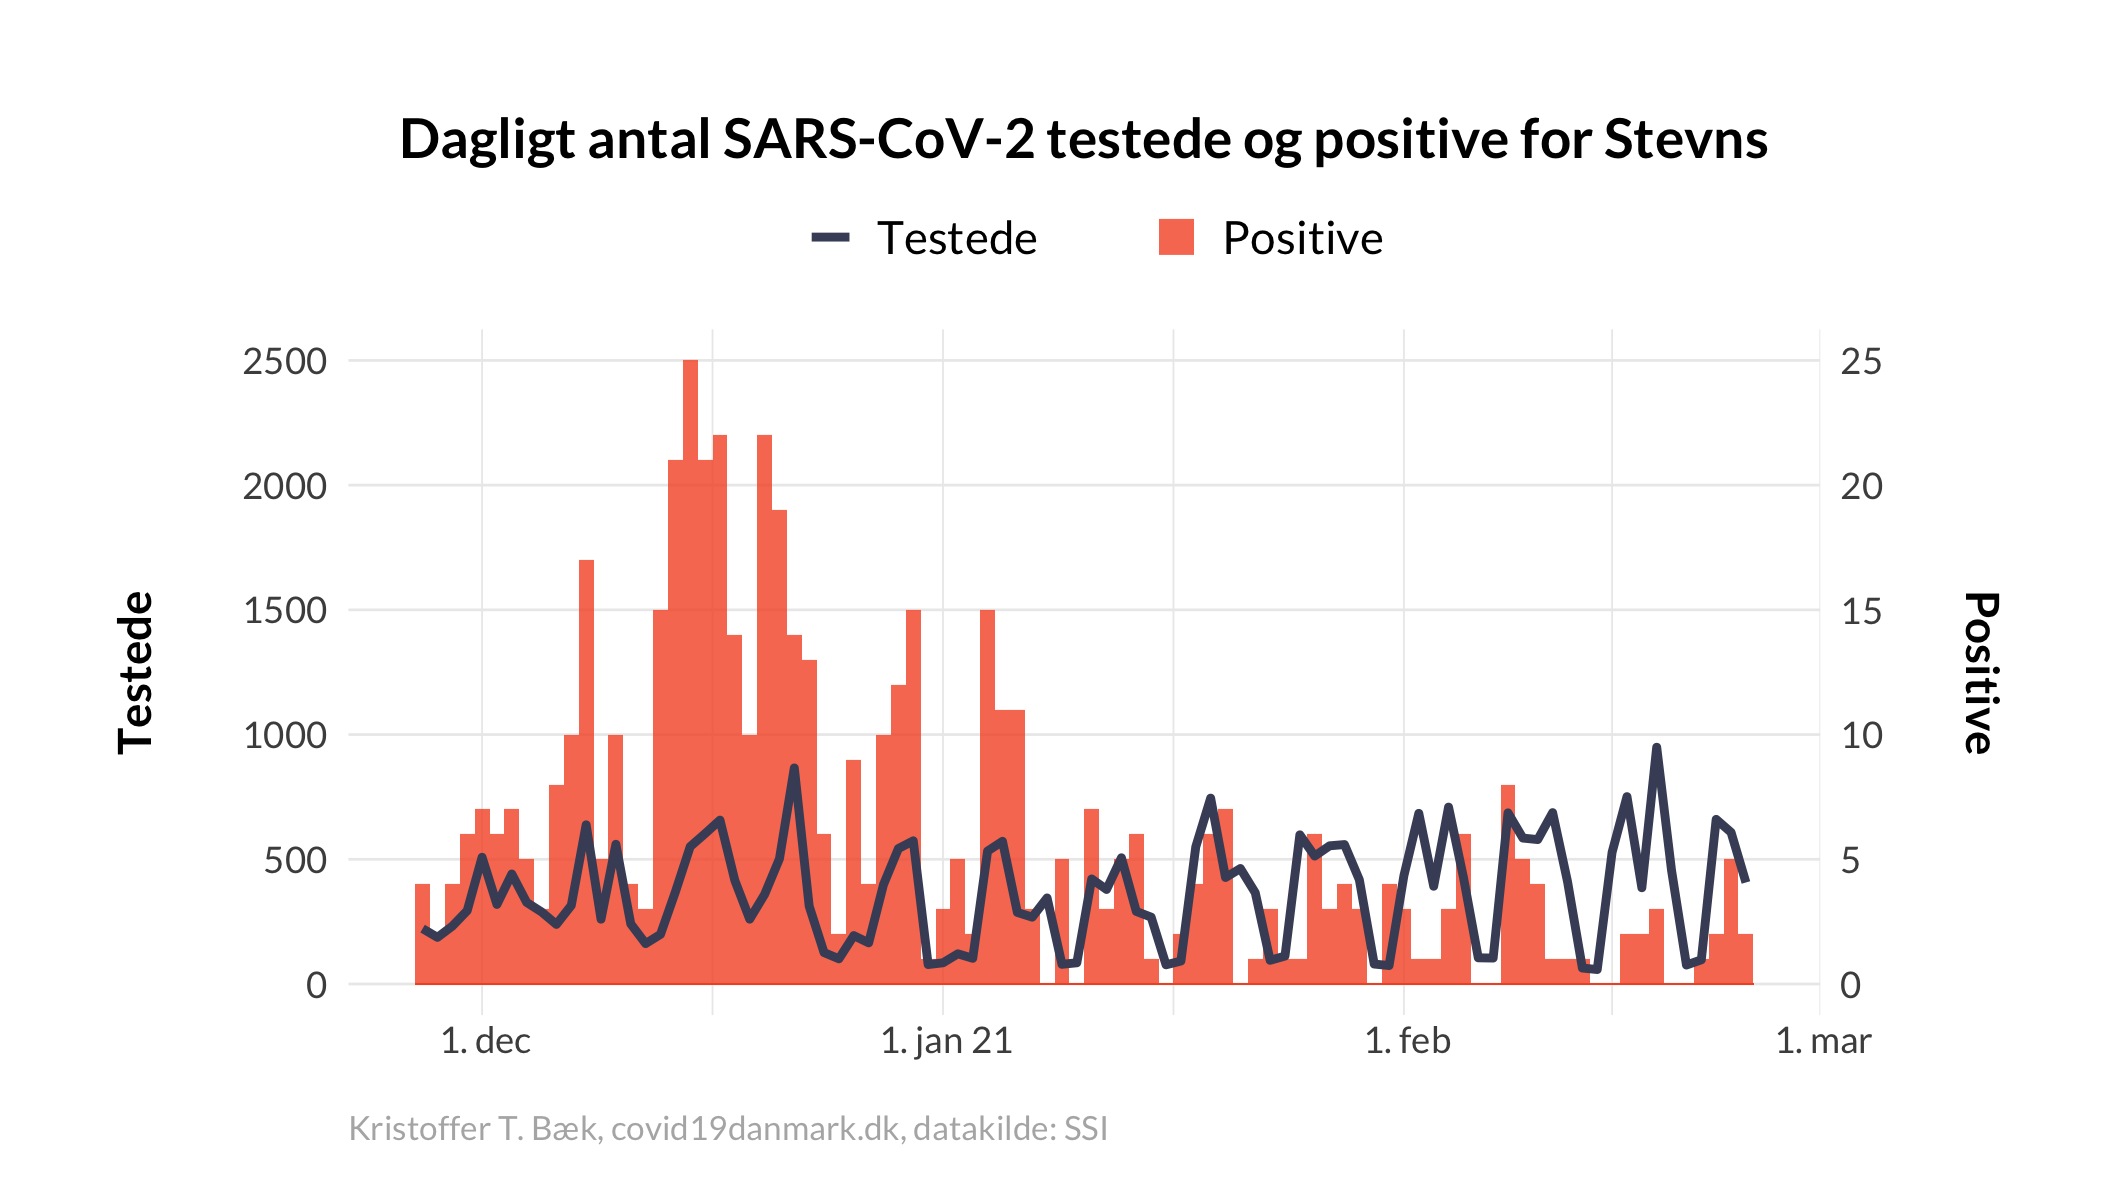 Dagligt antal SARS-CoV-2 testede og positive for Stevns
Testede Positive
2500 25
2000 20
1500 15
1000 10
500 5
0 0
Testede
Positive
1. dec 1. jan 21 1. feb 1. mar
Kristoffer T. Bæk, covid19danmark.dk, datakilde: SSI